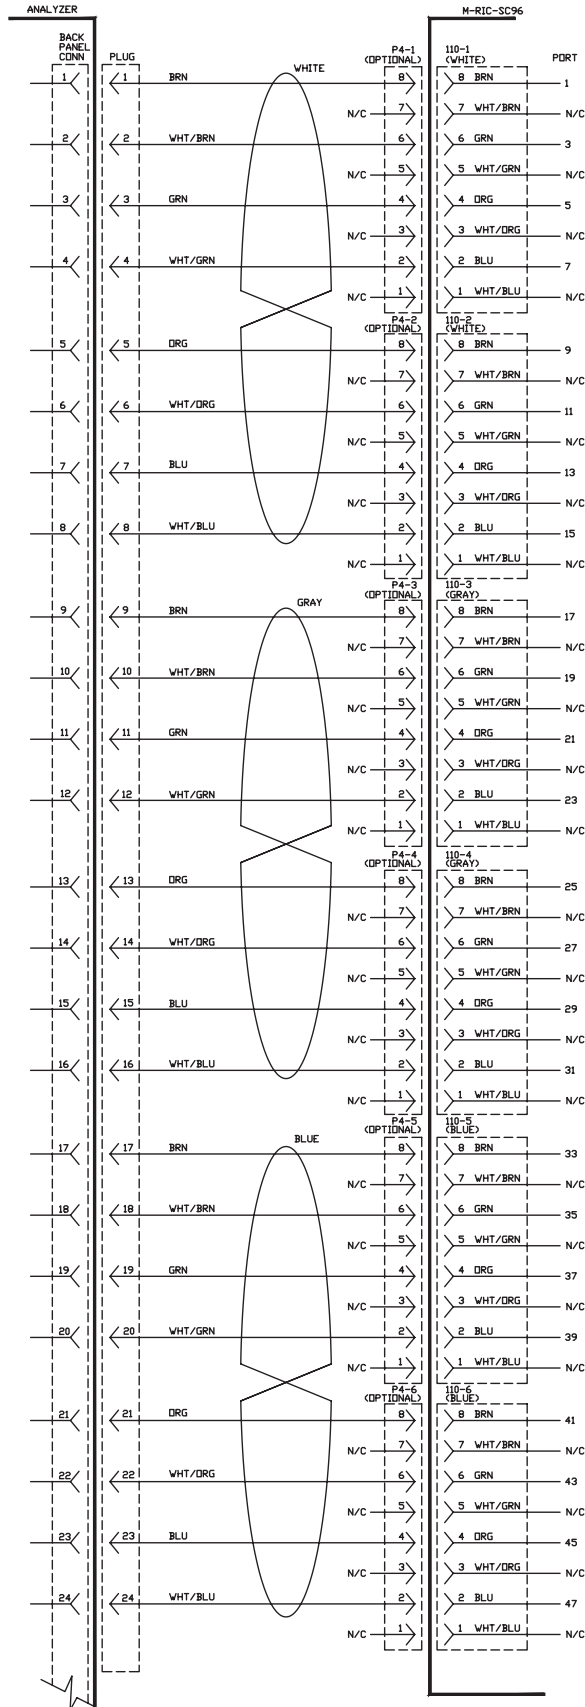 ANALYZER M-RIC-SC96
BACK PANEL CONN PLUG P4-1 (OPTIONAL) 110-1 (WHITE) PORT
WHITE
1 1 BRN 8 8 BRN 1
N/C 7 7 WHT/BRN N/C
2 2 WHT/BRN 6 6 GRN 3
N/C 5 5 WHT/GRN N/C
3 3 GRN 4 4 ORG 5
N/C 3 3 WHT/ORG N/C
4 4 WHT/GRN 2 2 BLU 7
N/C 1 1 WHT/BLU N/C
P4-2 (OPTIONAL) 110-2 (WHITE)
5 5 ORG 8 8 BRN 9
N/C 7 7 WHT/BRN N/C
6 6 WHT/ORG 6 6 GRN 11
N/C 5 5 WHT/GRN N/C
7 7 BLU 4 4 ORG 13
N/C 3 3 WHT/ORG N/C
8 8 WHT/BLU 2 2 BLU 15
N/C 1 1 WHT/BLU N/C
P4-3 (OPTIONAL) 110-3 (GRAY)
GRAY
9 9 BRN 8 8 BRN 17
N/C 7 7 WHT/BRN N/C
10 10 WHT/BRN 6 6 GRN 19
N/C 5 5 WHT/GRN N/C
11 11 GRN 4 4 ORG 21
N/C 3 3 WHT/ORG N/C
12 12 WHT/GRN 2 2 BLU 23
N/C 1 1 WHT/BLU N/C
P4-4 (OPTIONAL) 110-4 (GRAY)
13 13 ORG 8 8 BRN 25
N/C 7 7 WHT/BRN N/C
14 14 WHT/ORG 6 6 GRN 27
N/C 5 5 WHT/GRN N/C
15 15 BLU 4 4 ORG 29
N/C 3 3 WHT/ORG N/C
16 16 WHT/BLU 2 2 BLU 31
N/C 1 1 WHT/BLU N/C
P4-5 (OPTIONAL) 110-5 (BLUE)
BLUE
17 17 BRN 8 8 BRN 33
N/C 7 7 WHT/BRN N/C
18 18 WHT/BRN 6 6 GRN 35
N/C 5 5 WHT/GRN N/C
19 19 GRN 4 4 ORG 37
N/C 3 3 WHT/ORG N/C
20 20 WHT/GRN 2 2 BLU 39
N/C 1 1 WHT/BLU N/C
P4-6 (OPTIONAL) 110-6 (BLUE)
21 21 ORG 8 8 BRN 41
N/C 7 7 WHT/BRN N/C
22 22 WHT/ORG 6 6 GRN 43
N/C 5 5 WHT/GRN N/C
23 23 BLU 4 4 ORG 45
N/C 3 3 WHT/ORG N/C
24 24 WHT/BLU 2 2 BLU 47
N/C 1 1 WHT/BLU N/C